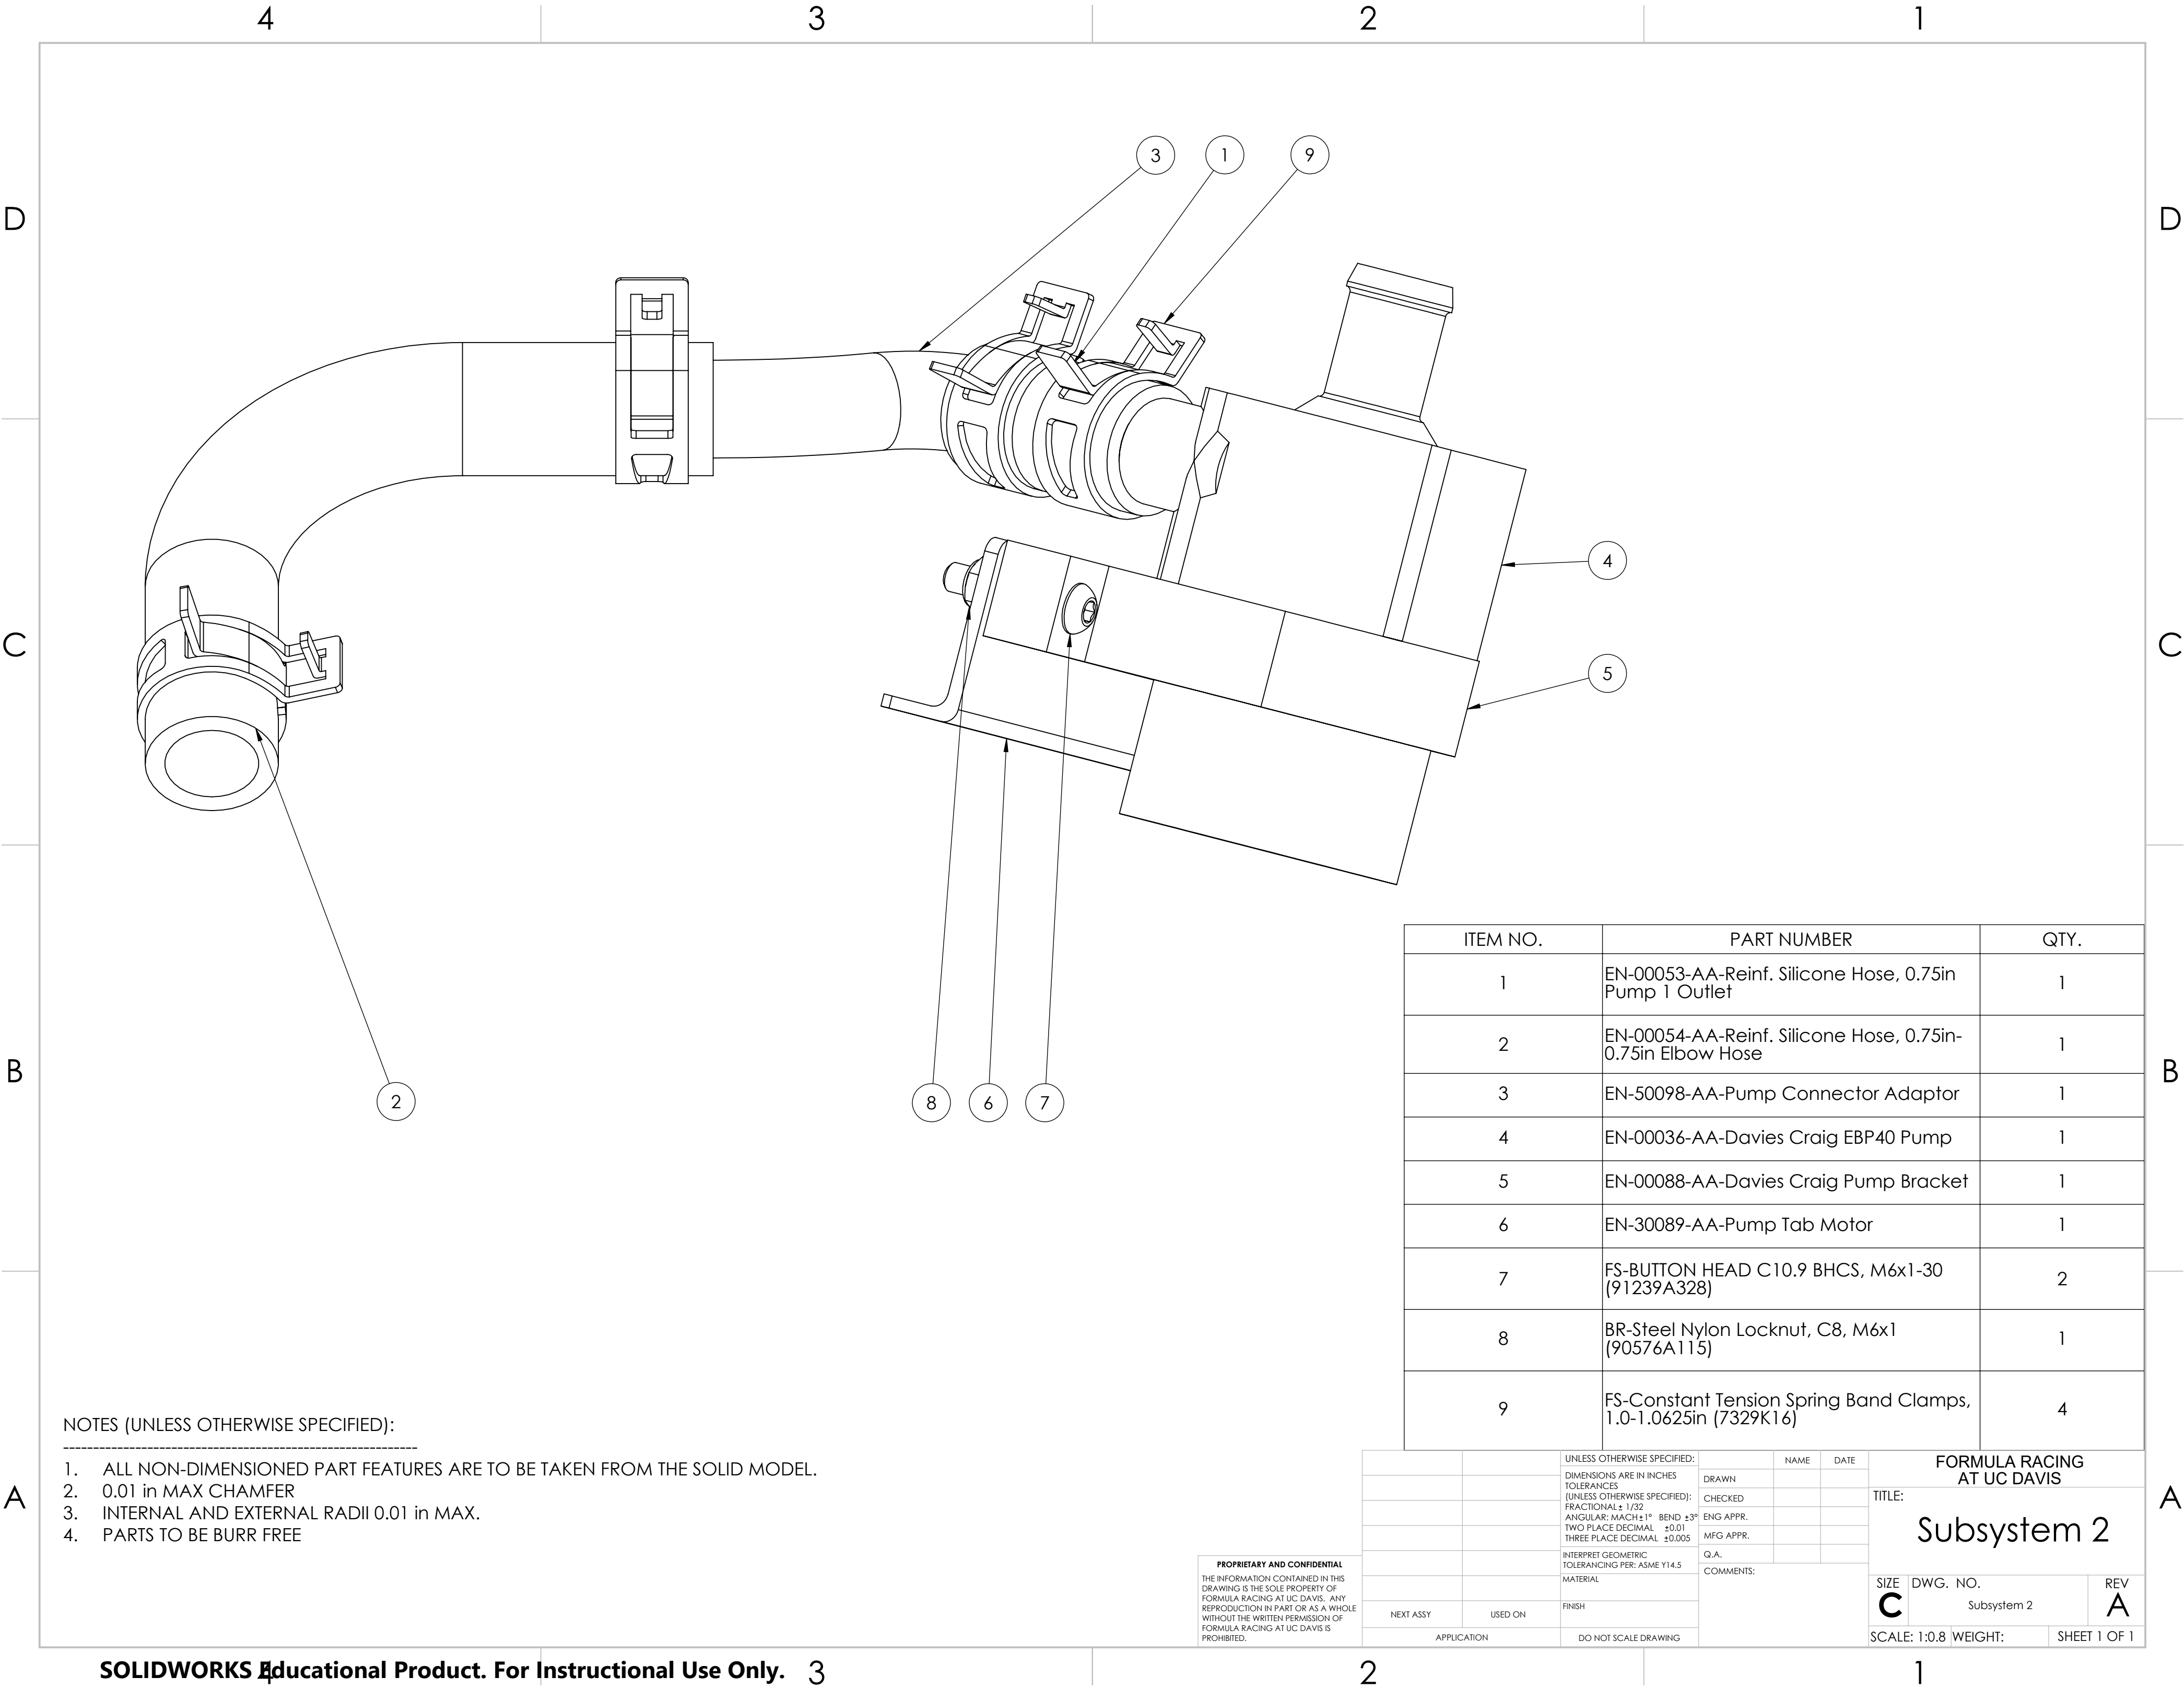 4 3 2 1
D D
C C
B B
A A
3 1 9
4
5
2 8 6 7
ITEM NO. PART NUMBER QTY.
1 EN-00053-AA-Reinf. Silicone Hose, 0.75in 1
Pump 1 Outlet
2 EN-00054-AA-Reinf. Silicone Hose, 0.75in- 1
0.75in Elbow Hose
3 EN-50098-AA-Pump Connector Adaptor 1
4 EN-00036-AA-Davies Craig EBP40 Pump 1
5 EN-00088-AA-Davies Craig Pump Bracket 1
6 EN-30089-AA-Pump Tab Motor 1
7 FS-BUTTON HEAD C10.9 BHCS, M6x1-30 2
(91239A328)
8 BR-Steel Nylon Locknut, C8, M6x1 1
(90576A115)
9 FS-Constant Tension Spring Band Clamps, 4
1.0-1.0625in (7329K16)
NOTES (UNLESS OTHERWISE SPECIFIED):
-----------------------------------------------------------
1. ALL NON-DIMENSIONED PART FEATURES ARE TO BE TAKEN FROM THE SOLID MODEL.
2. 0.01 in MAX CHAMFER
3. INTERNAL AND EXTERNAL RADII 0.01 in MAX.
4. PARTS TO BE BURR FREE
PROPRIETARY AND CONFIDENTIAL
THE INFORMATION CONTAINED IN THIS
DRAWING IS THE SOLE PROPERTY OF
FORMULA RACING AT UC DAVIS. ANY
REPRODUCTION IN PART OR AS A WHOLE
WITHOUT THE WRITTEN PERMISSION OF
FORMULA RACING AT UC DAVIS IS
PROHIBITED.
NEXT ASSY USED ON
APPLICATION
UNLESS OTHERWISE SPECIFIED:
DIMENSIONS ARE IN INCHES
TOLERANCES
(UNLESS OTHERWISE SPECIFIED):
FRACTIONAL± 1/32
ANGULAR: MACH±1° BEND ±3°
TWO PLACE DECIMAL ±0.01
THREE PLACE DECIMAL ±0.005
INTERPRET GEOMETRIC
TOLERANCING PER: ASME Y14.5
MATERIAL
FINISH
DO NOT SCALE DRAWING
NAME DATE
DRAWN
CHECKED
ENG APPR.
MFG APPR.
Q.A.
COMMENTS:
FORMULA RACING
AT UC DAVIS
TITLE:
Subsystem 2
SIZE DWG. NO. REV
C Subsystem 2 A
SCALE: 1:0.8 WEIGHT: SHEET 1 OF 1
SOLIDWORKS Educational Product. For Instructional Use Only.
4 3 2 1